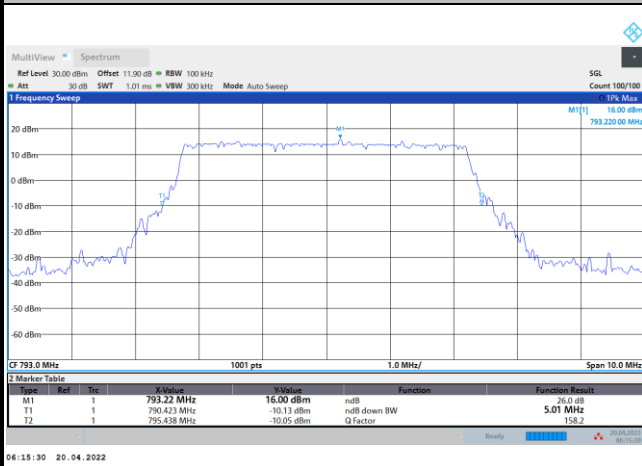 MultiView Spectrum
Ref Level 30.00 dBm Offset 11.90 dB RBW 100 kHz SGL
Att 30 dB SWT 1.01 ms VBW 300 kHz Mode Auto Sweep Count 100/100
1 Frequency Sweep 1Pk Max
M1[1] 16.00 dBm
793.220 00 MHz
M1
20 dBm
10 dBm
0 dBm
T1
-10 dBm
-20 dBm
-30 dBm
-40 dBm
-50 dBm
-60 dBm
CF 793.0 MHz 1001 pts 1.0 MHz/ Span 10.0 MHz
2 Marker Table
Type Ref Trc X-Value Y-Value Function Function Result
M1 1 793.22 MHz 16.00 dBm ndB 26.0 dB
T1 1 790.423 MHz -10.13 dBm ndB down BW 5.01 MHz
T2 1 795.438 MHz -10.05 dBm Q Factor 158.2
Ready 20.04.2022
06:15:30
06:15:30 20.04.2022